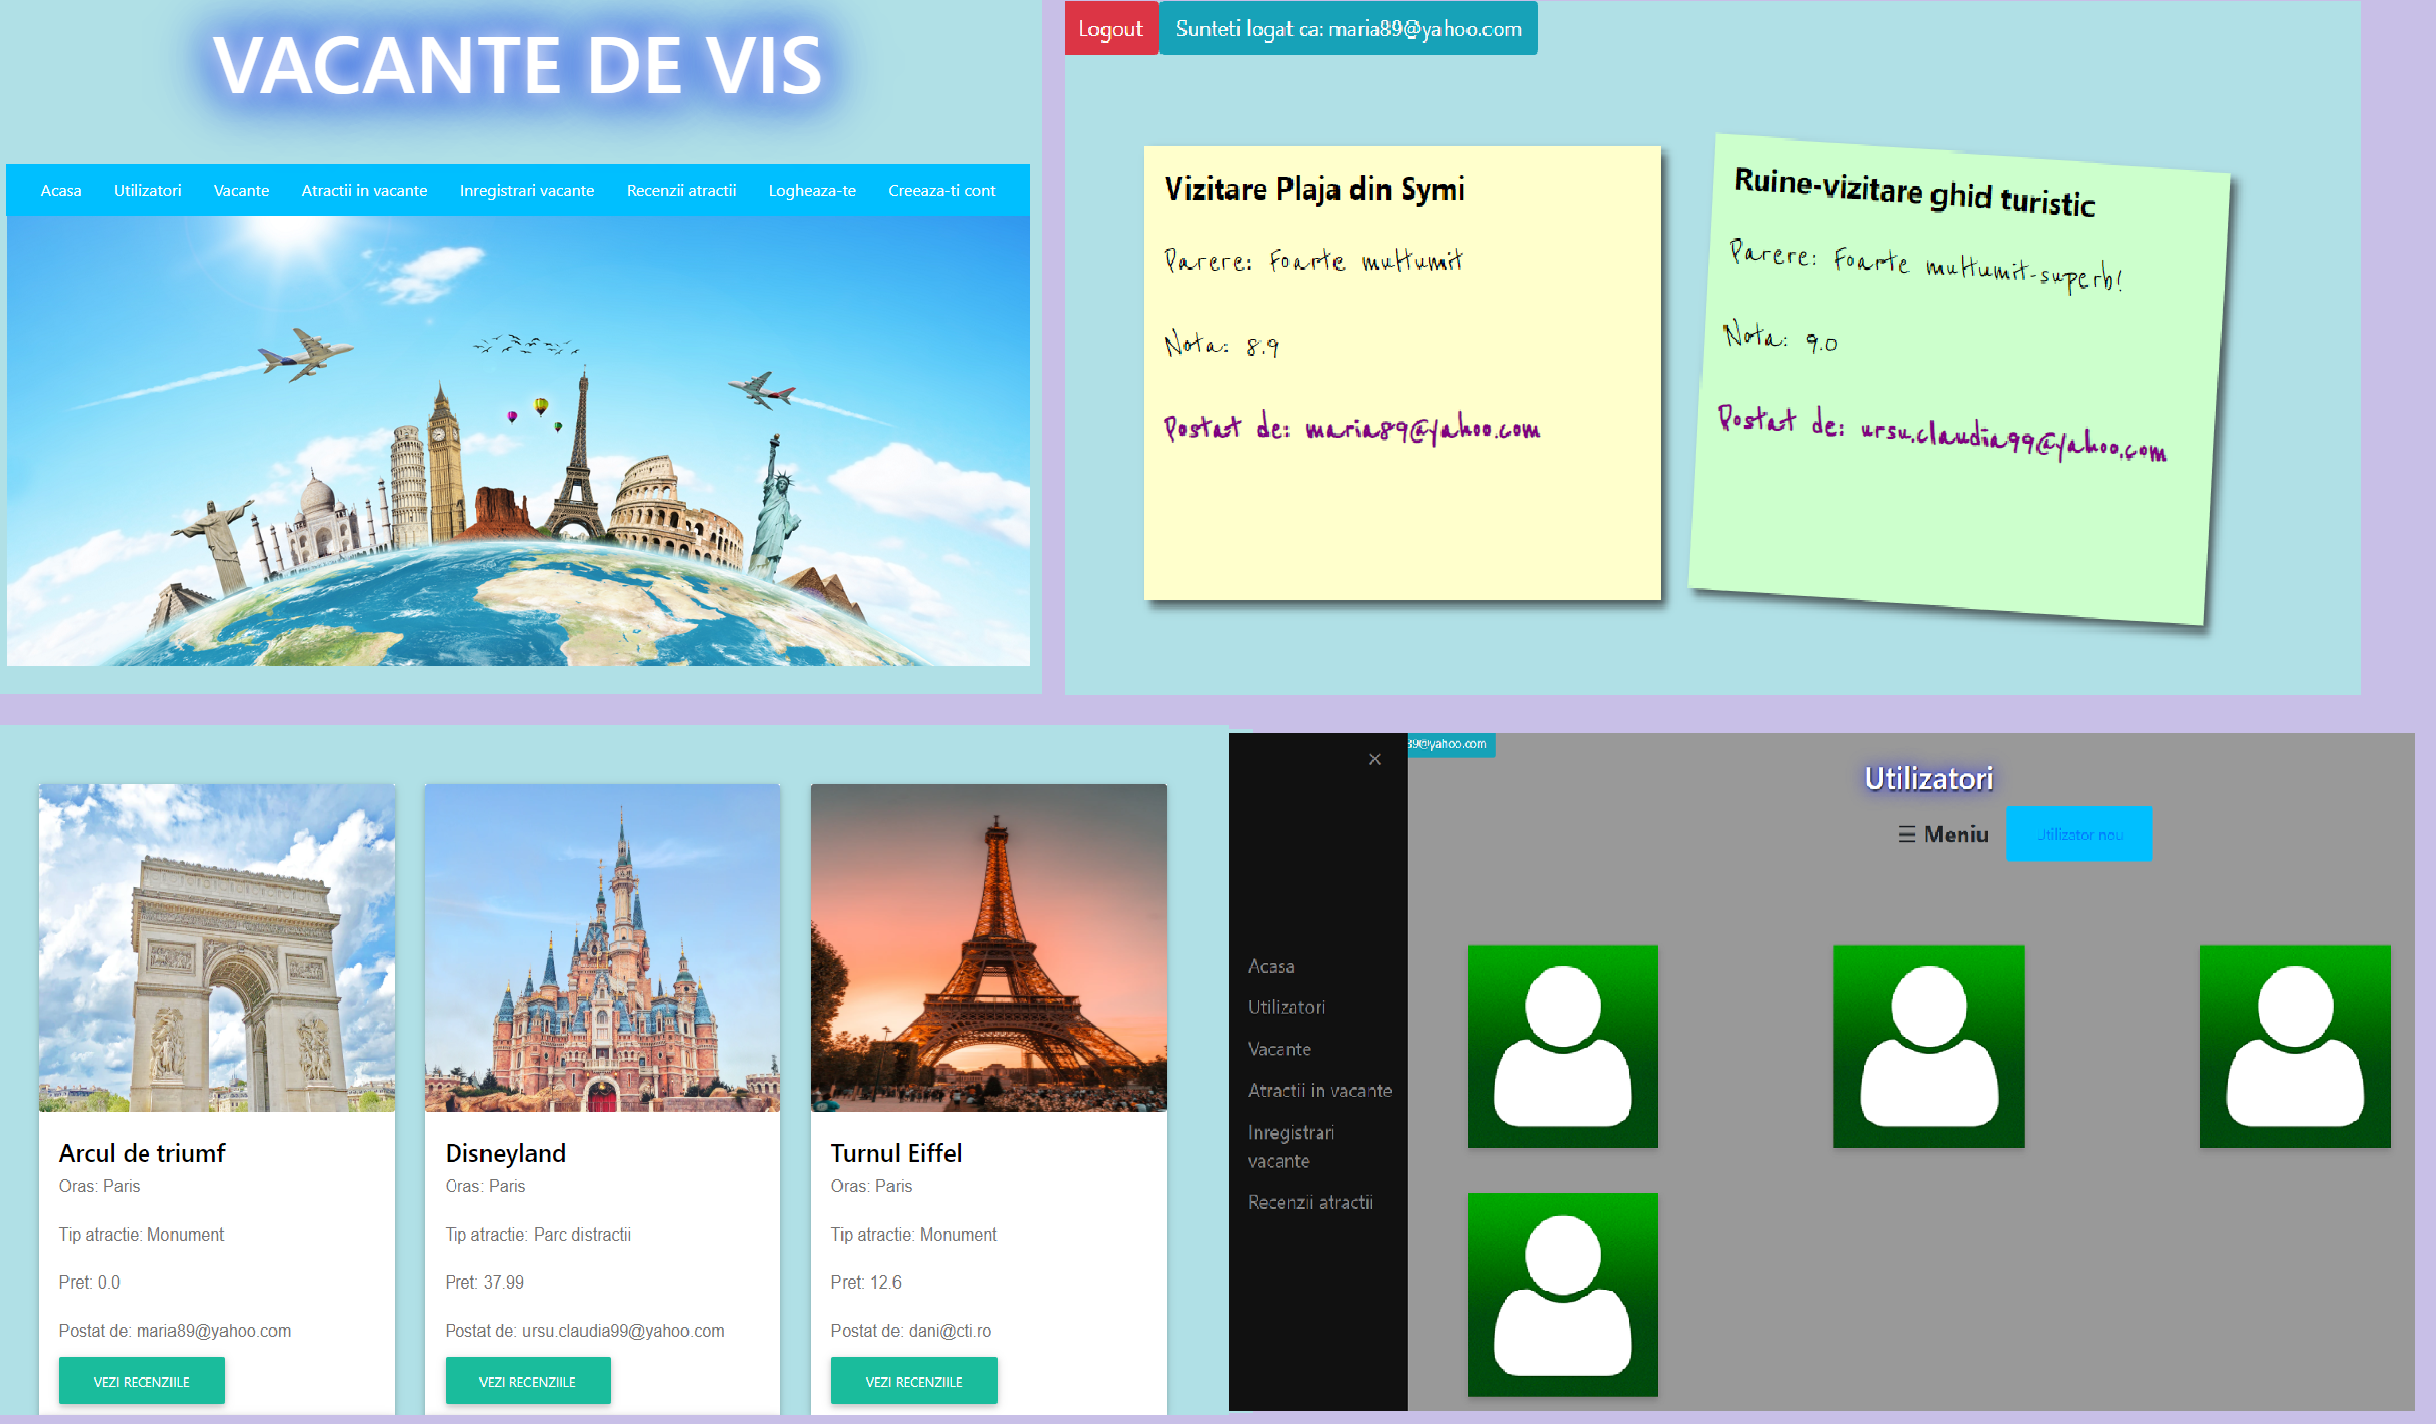 VACANTE DE VIS
Acasa Utilizatori Vacante Atractii in vacante Inregistrari vacante Recenzii atractii Logheaza-te Creeaza-ti cont
Logout Sunteti logat ca: maria89@yahoo.com
Vizitare Plaja din Symi
Parere: Foarte multumit
Nota: 8.9
Postat de: maria89@yahoo.com
Ruine-vizitare ghid turistic
Parere: Foarte multumit-superb!
Nota: 9.0
Postat de: ursu.claudia99@yahoo.com
Arcul de triumf
Oras: Paris
Tip atractie: Monument
Pret: 0.0
Postat de: maria89@yahoo.com
VEZI RECENZIILE
Disneyland
Oras: Paris
Tip atractie: Parc distractii
Pret: 37.99
Postat de: ursu.claudia99@yahoo.com
VEZI RECENZIILE
Turnul Eiffel
Oras: Paris
Tip atractie: Monument
Pret: 12.6
Postat de: dani@cti.ro
VEZI RECENZIILE
×
89@yahoo.com
Acasa
Utilizatori
Vacante
Atractii in vacante
Inregistrari
vacante
Recenzii atractii
Utilizatori
☰ Meniu Utilizator nou